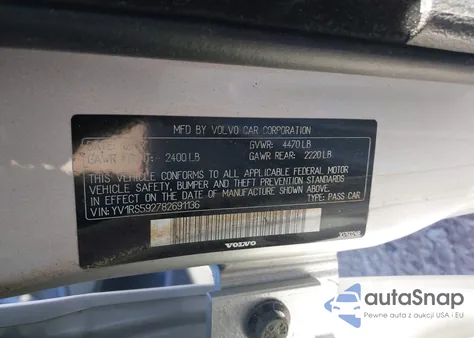 MFD BY VOLVO CAR CORPORATION
GVWR: 4470 LB
2400 LB GAWR REAR: 2220 LB
THIS VEHICLE CONFORMS TO ALL APPLICABLE FEDERAL MOTOR
VEHICLE SAFETY, BUMPER AND THEFT PREVENTION STANDARDS
IN EFFECT ON THE DATE OF MANUFACTURE SHOWN ABOVE.
VIN: YV1RS592782691136 TYPE: PASS CAR
VOLVO
autoSnap
Pewne auta z aukcji USA i EU